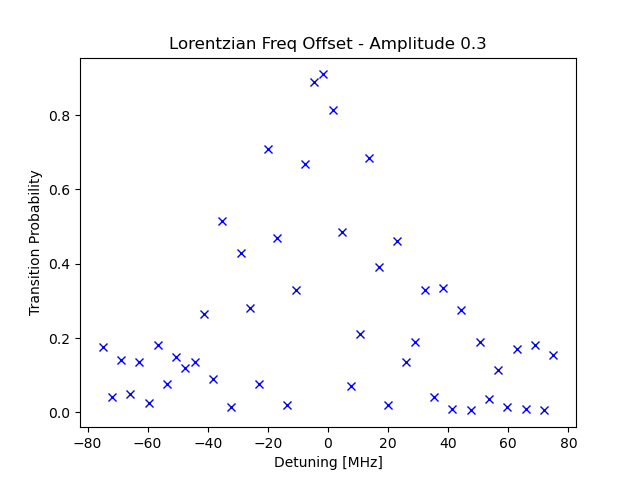 Lorentzian Freq Offset - Amplitude 0.3
Transition Probability
0.8
0.6
0.4
0.2
0.0
−80 −60 −40 −20 0 20 40 60 80
Detuning [MHz]